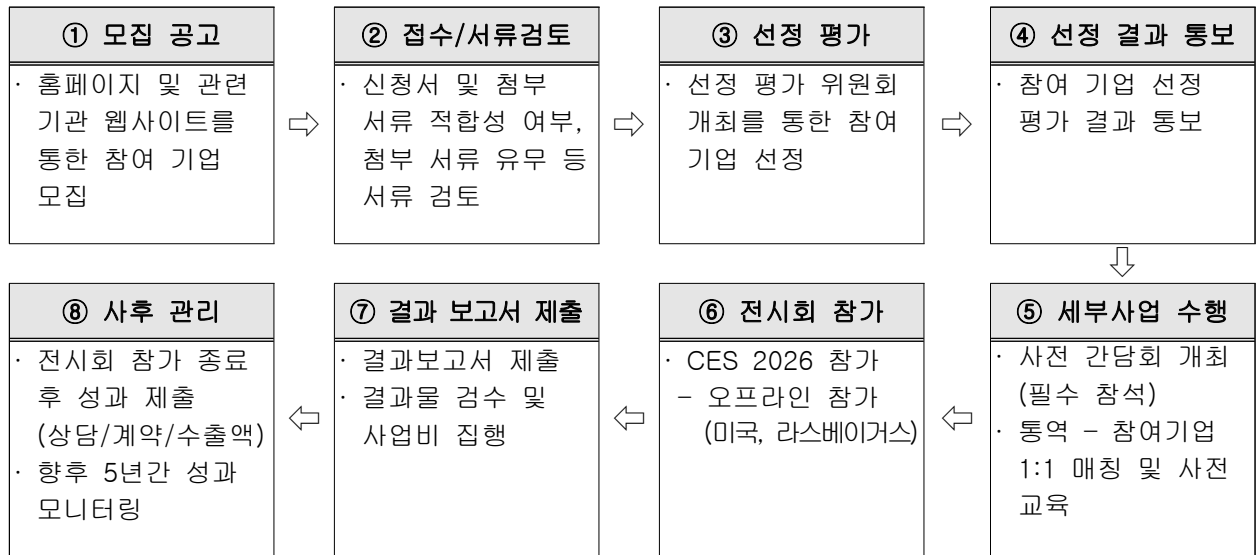 ① 모집 공고
· 홈페이지 및 관련
기관 웹사이트를
통한 참여 기업
모집
⇨
② 접수/서류검토
· 신청서 및 첨부
서류 적합성 여부,
첨부 서류 유무 등
서류 검토
⇨
③ 선정 평가
· 선정 평가 위원회
개최를 통한 참여
기업 선정
⇨
④ 선정 결과 통보
· 참여 기업 선정
평가 결과 통보
⇩
⑤ 세부사업 수행
· 사전 간담회 개최
(필수 참석)
· 통역 - 참여기업
1:1 매칭 및 사전
교육
⇦
⑥ 전시회 참가
· CES 2026 참가
- 오프라인 참가
(미국, 라스베이거스)
⇦
⑦ 결과 보고서 제출
· 결과보고서 제출
· 결과물 검수 및
사업비 집행
⇦
⑧ 사후 관리
· 전시회 참가 종료
후 성과 제출
(상담/계약/수출액)
· 향후 5년간 성과
모니터링